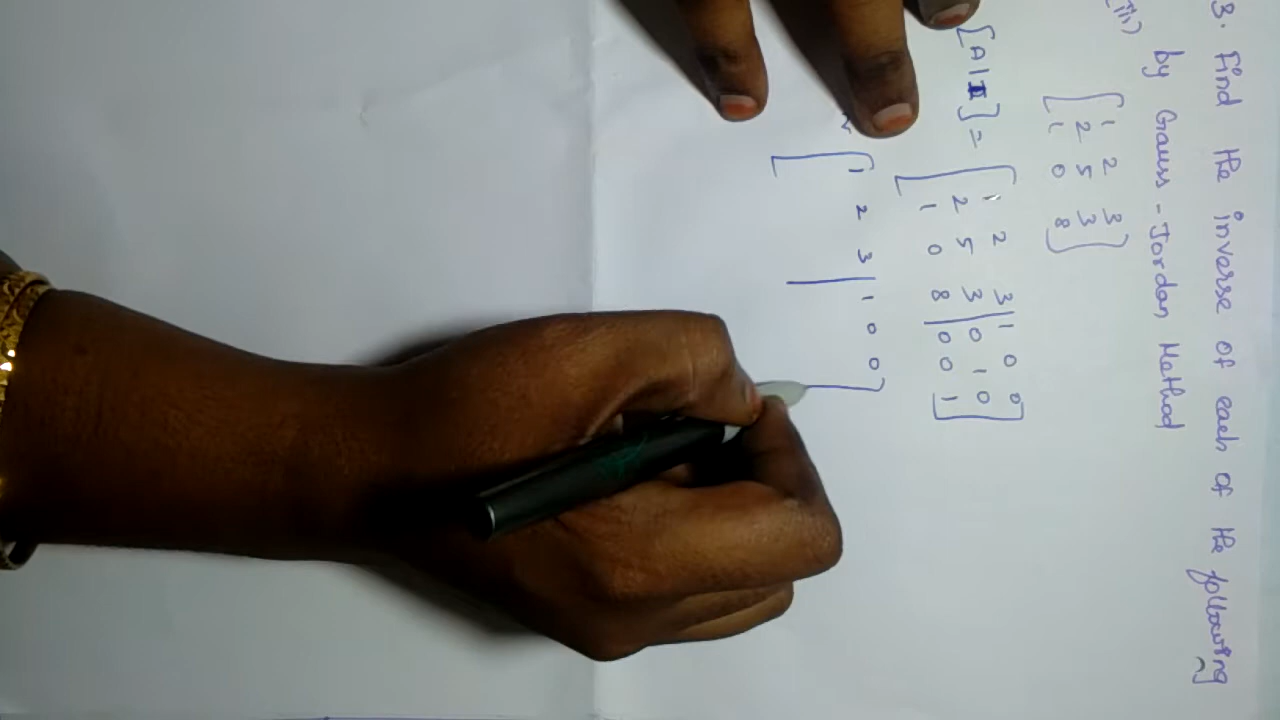 3. Find the inverse of each of the following
by Gauss-Jordan Method
[1 2 3
2 5 3
1 0 8]
[A|I] = [1 2 3 | 1 0 0
2 5 3 | 0 1 0
1 0 8 | 0 0 1]
~ [1 2 3 | 1 0 0]